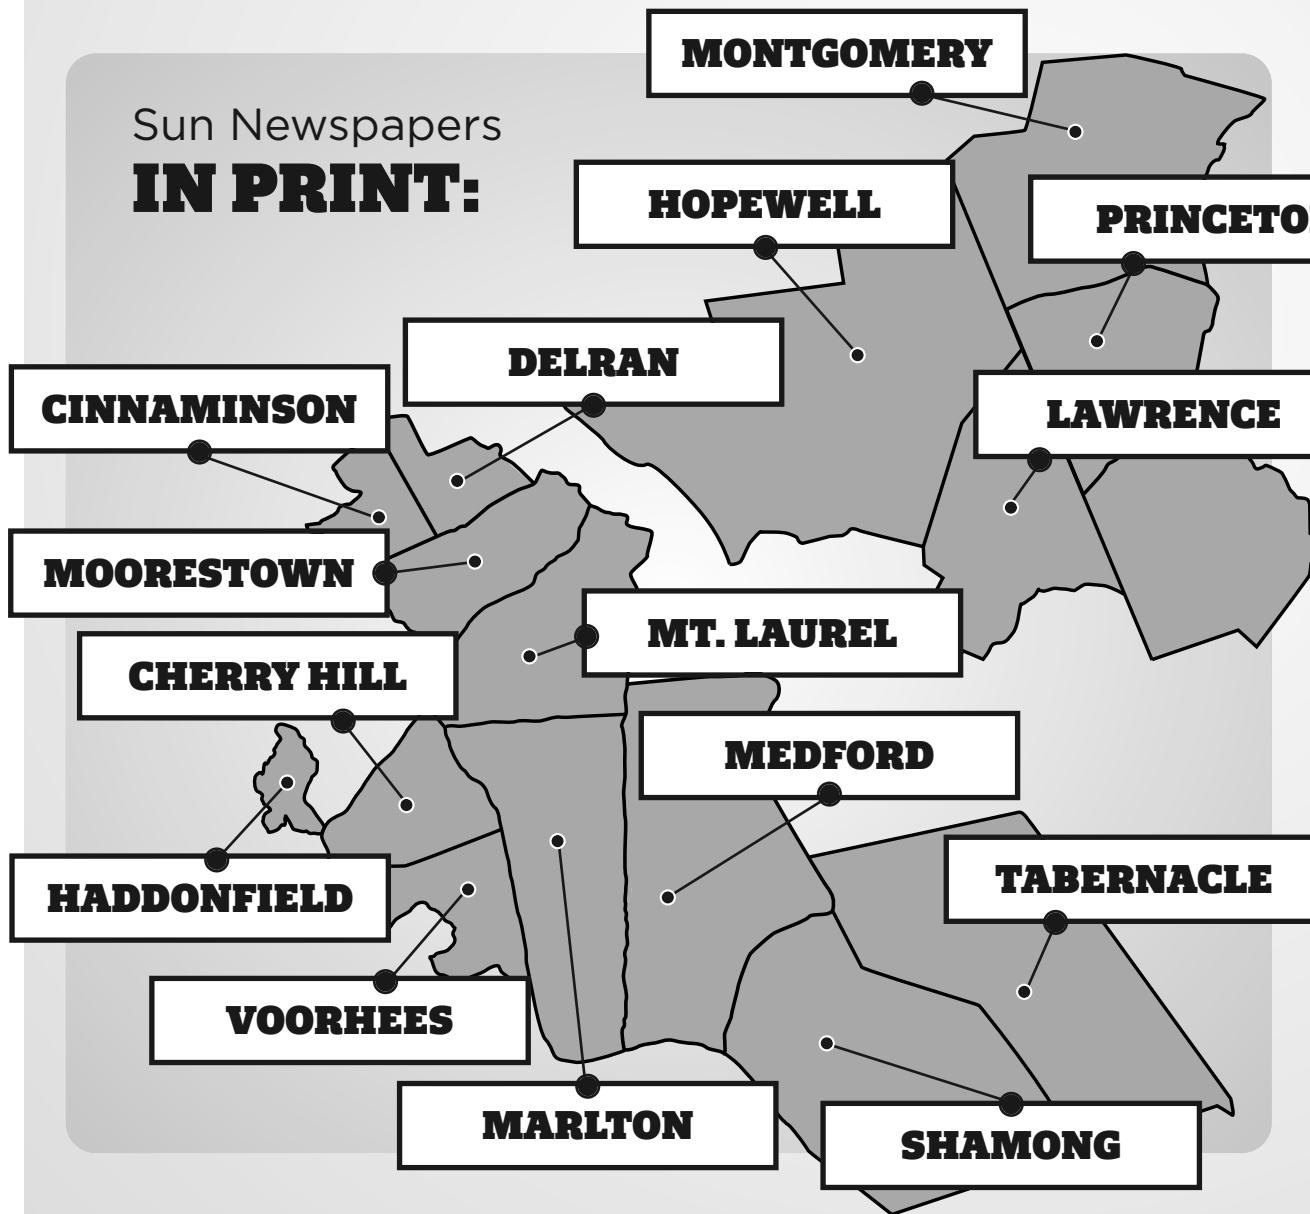 MONTGOMERY
Sun Newspapers
IN PRINT:
HOPEWELL
PRINCETO
DELRAN
CINNAMINSON
LAWRENCE
MOORESTOWN
MT. LAUREL
CHERRY HILL
MEDFORD
TABERNACLE
HADDONFIELD
VOORHEES
MARLTON
SHAMONG